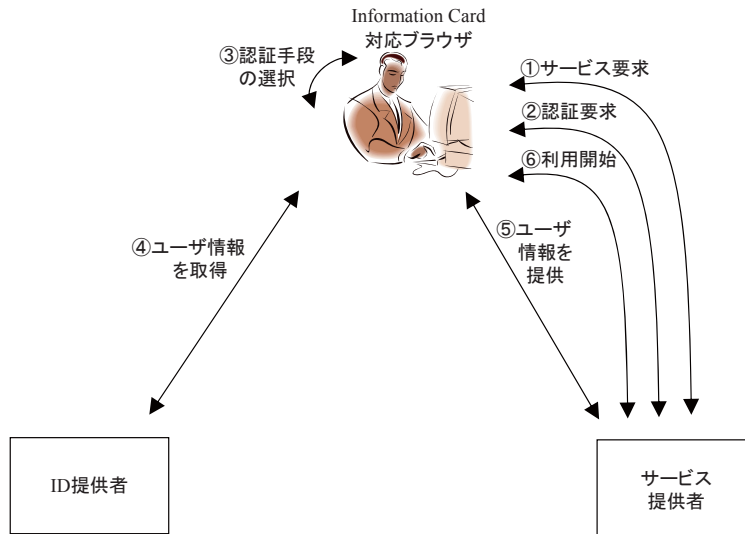 Information Card
対応ブラウザ
③認証手段
の選択
①サービス要求
②認証要求
⑥利用開始
④ユーザ情報
を取得
⑤ユーザ
情報を
提供
ID提供者
サービス
提供者